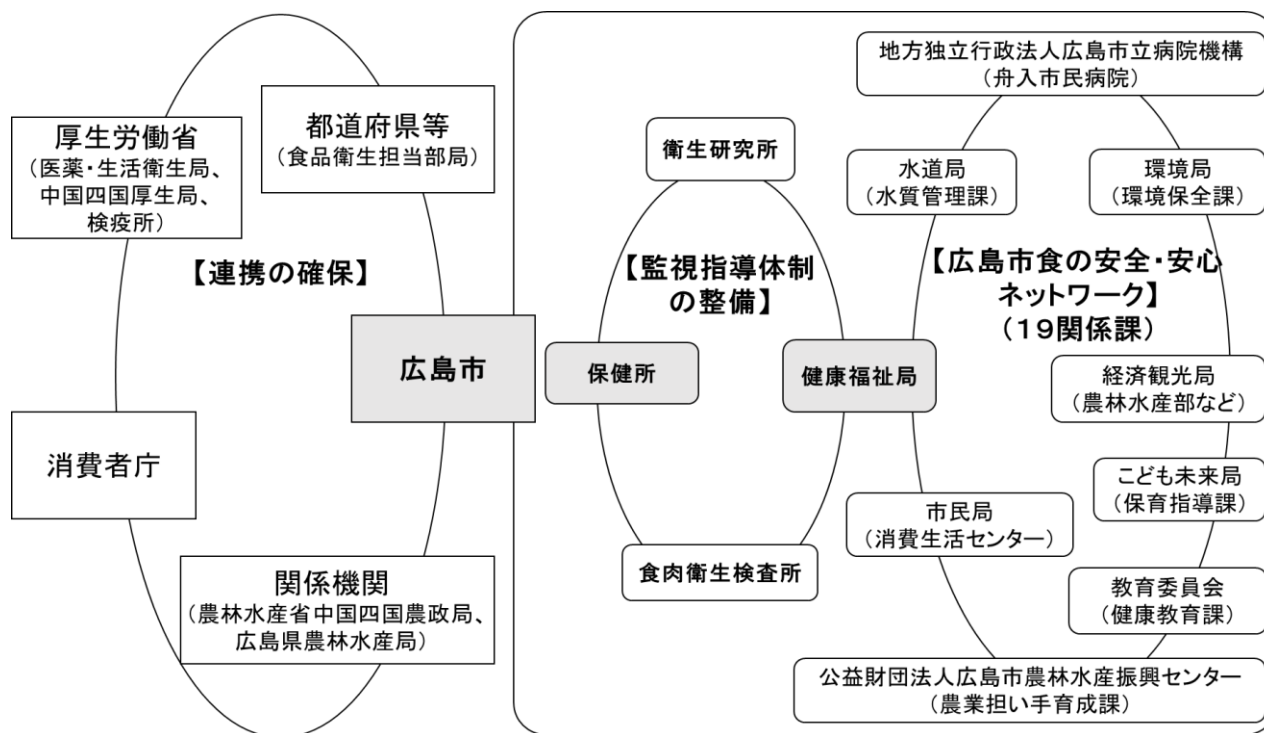 厚生労働省
（医薬・生活衛生局、
中国四国厚生局、
検疫所）
都道府県等
（食品衛生担当部局）
【連携の確保】
広島市
消費者庁
関係機関
（農林水産省中国四国農政局、
広島県農林水産局）
衛生研究所
【監視指導体制
の整備】
保健所
健康福祉局
食肉衛生検査所
地方独立行政法人広島市立病院機構
（舟入市民病院）
水道局
（水質管理課）
環境局
（環境保全課）
【広島市食の安全・安心
ネットワーク】
（１９関係課）
経済観光局
（農林水産部など）
こども未来局
（保育指導課）
市民局
（消費生活センター）
教育委員会
（健康教育課）
公益財団法人広島市農林水産振興センター
（農業担い手育成課）